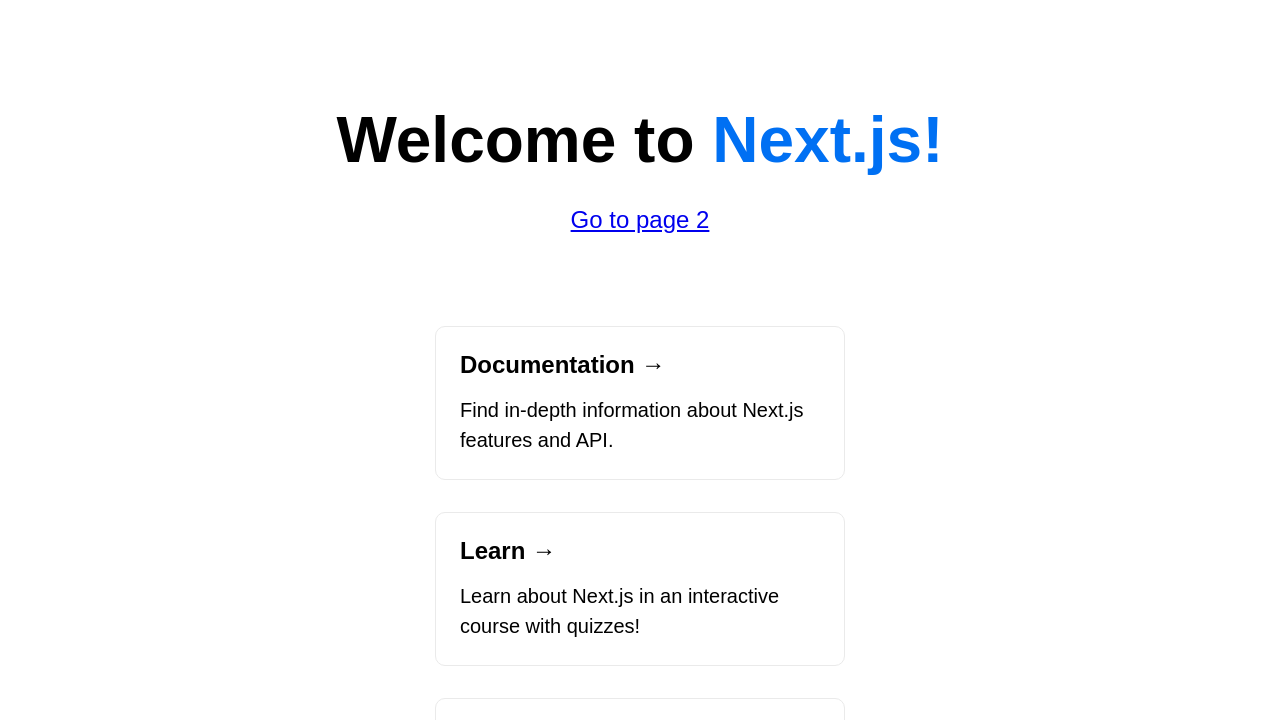 Welcome to Next.js!
Go to page 2
Documentation →
Find in-depth information about Next.js
features and API.
Learn →
Learn about Next.js in an interactive
course with quizzes!